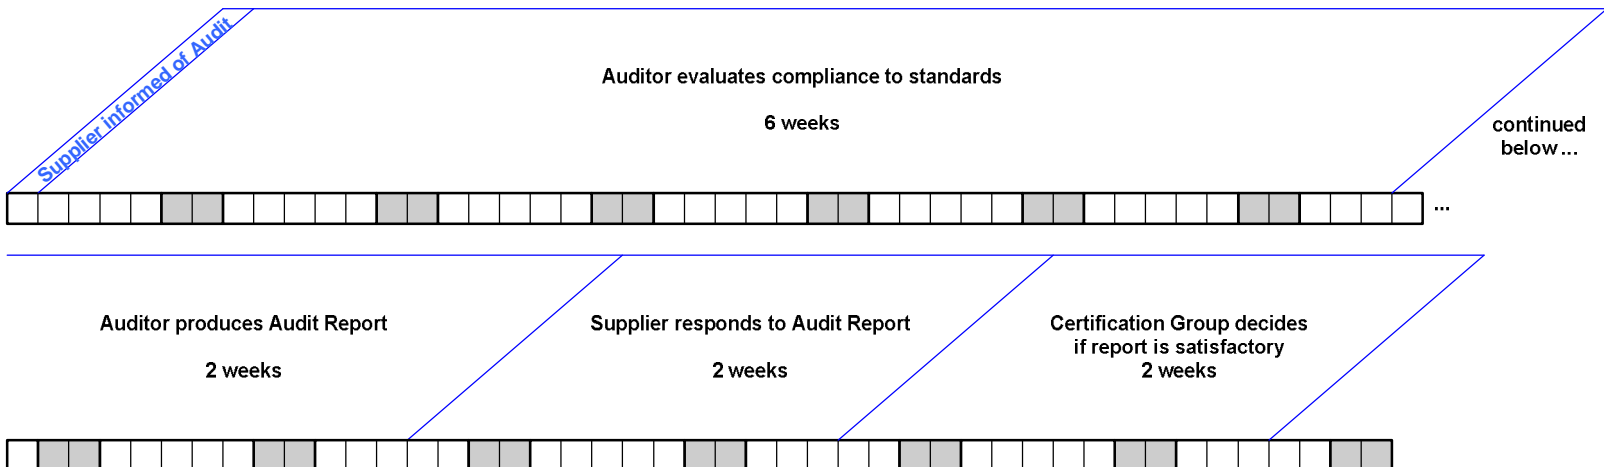 Supplier informed of Audit
Auditor evaluates compliance to standards
6 weeks
continued
below ...
...
Auditor produces Audit Report
2 weeks
Supplier responds to Audit Report
2 weeks
Certification Group decides
if report is satisfactory
2 weeks